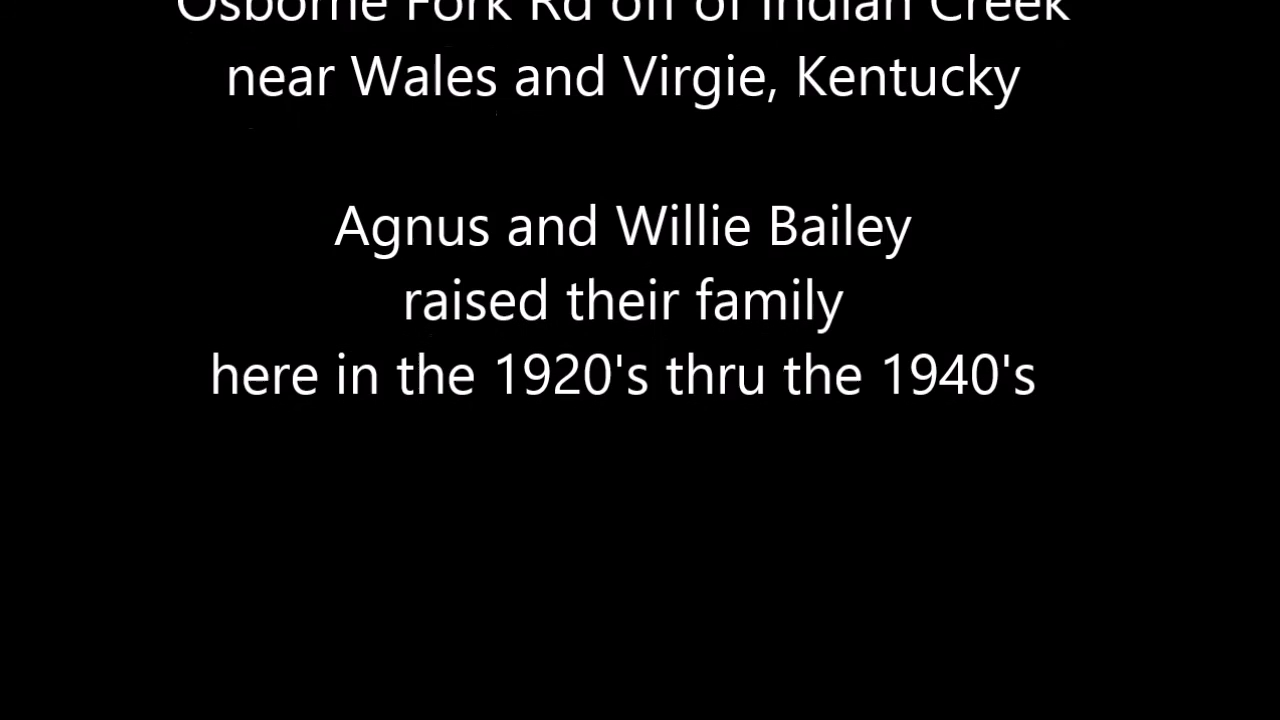 Osborne Fork Rd off of Indian Creek
near Wales and Virgie, Kentucky
Agnus and Willie Bailey
raised their family
here in the 1920's thru the 1940's